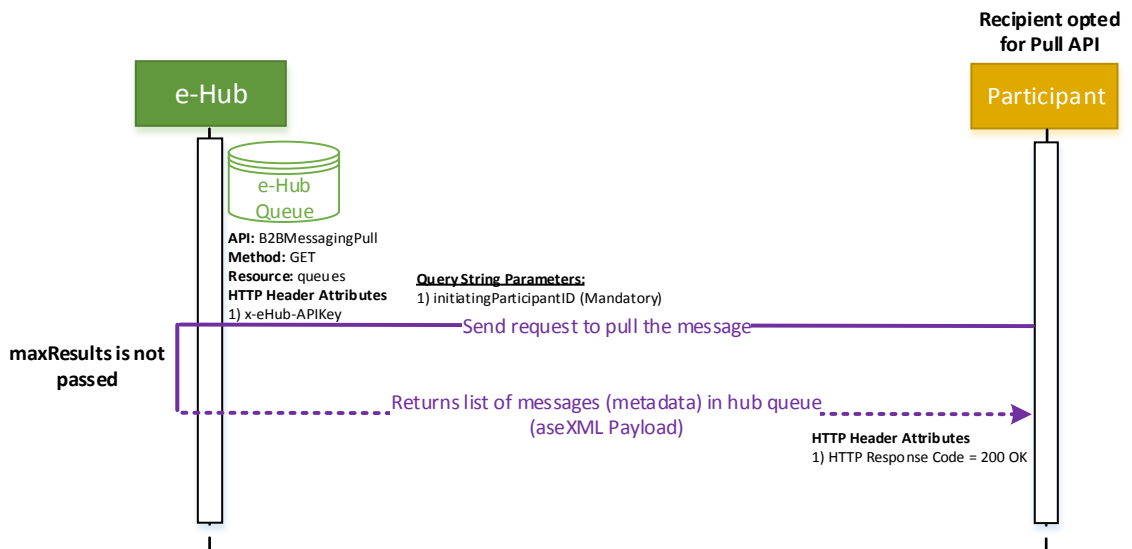 Recipient opted
for Pull API
e-Hub
Participant
e-Hub
Queue
API: B2BMessagingPull
Method: GET
Resource: queues
HTTP Header Attributes
1) x-eHub-APIKey
Query String Parameters:
1) initiatingParticipantID (Mandatory)
Send request to pull the message
maxResults is not
passed
Returns list of messages (metadata) in hub queue
(aseXML Payload)
HTTP Header Attributes
1) HTTP Response Code = 200 OK